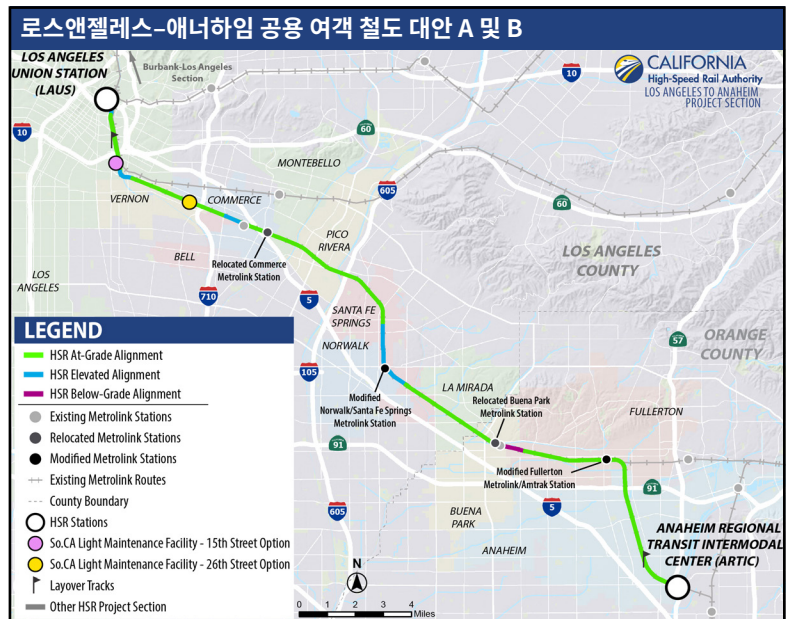 로스앤젤레스–애너하임 공용 여객 철도 대안 A 및 B
LOS ANGELES
UNION STATION
(LAUS)
Burbank-Los Angeles
Section
10
CALIFORNIA
High-Speed Rail Authority
LOS ANGELES TO ANAHEIM
PROJECT SECTION
10
60
MONTEBELLO
605
60
VERNON
COMMERCE
PICO
RIVERA
BELL
Relocated Commerce
Metrolink Station
LOS ANGELES
COUNTY
LOS
ANGELES
710
5
SANTA FE
SPRINGS
57
ORANGE
COUNTY
NORWALK
105
LA MIRADA
Modified
Norwalk/Santa Fe Springs
Metrolink Station
Relocated Buena Park
Metrolink Station
FULLERTON
91
Modified Fullerton
Metrolink/Amtrak Station
91
605
BUENA
PARK
5
ANAHEIM
ANAHEIM REGIONAL
TRANSIT INTERMODAL
CENTER (ARTIC)
LEGEND
HSR At-Grade Alignment
HSR Elevated Alignment
HSR Below-Grade Alignment
Existing Metrolink Stations
Relocated Metrolink Stations
Modified Metrolink Stations
Existing Metrolink Routes
County Boundary
HSR Stations
So.CA Light Maintenance Facility - 15th Street Option
So.CA Light Maintenance Facility - 26th Street Option
Layover Tracks
Other HSR Project Section
N
0 1 2 3 4
Miles